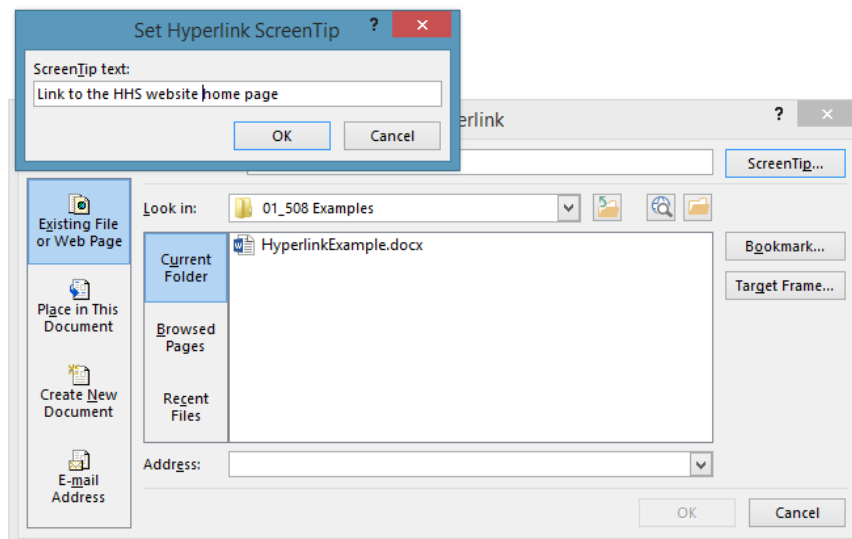 Set Hyperlink ScreenTip ? ×
ScreenTip text:
Link to the HHS website home page
OK Cancel
erlink ? ×
ScreenTip...
Existing File
or Web Page
Place in This
Document
Create New
Document
E-mail
Address
Look in: 01_508 Examples
Current
Folder
Browsed
Pages
Recent
Files
HyperlinkExample.docx
Bookmark...
Target Frame...
Address:
OK Cancel